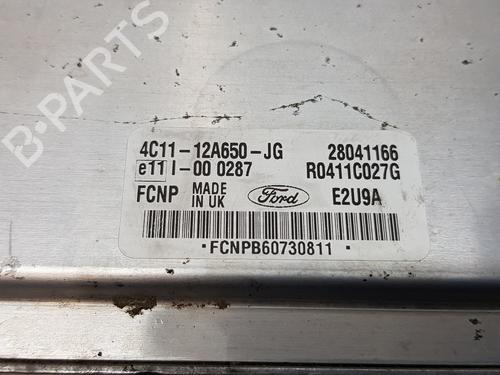 B-PARTS
4C11-12A650-JG 28041166
e11 I-00 0287 R0411C027G
FCNP MADE IN UK Ford E2U9A
FCNPB60730811